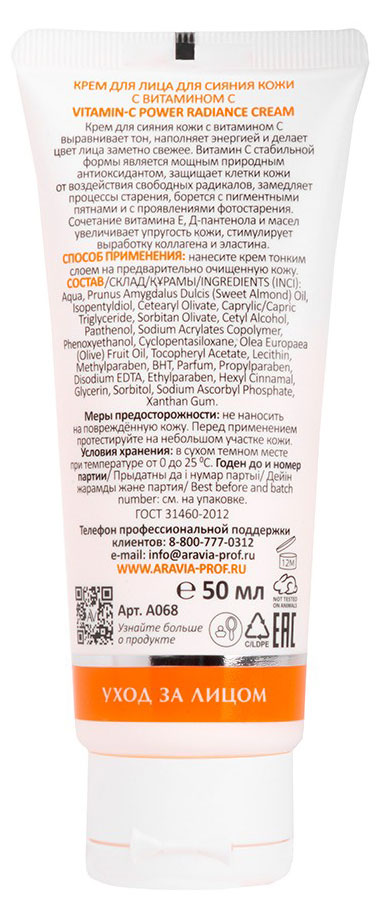 КРЕМ ДЛЯ ЛИЦА ДЛЯ СИЯНИЯ КОЖИ
С ВИТАМИНОМ С
VITAMIN-C POWER RADIANCE CREAM
Крем для сияния кожи с витамином С
выравнивает тон, наполняет энергией и делает
цвет лица заметно свежее. Витамин С стабильной
формы является мощным природным
антиоксидантом, защищает клетки кожи
от воздействия свободных радикалов, замедляет
процессы старения, борется с пигментными
пятнами и с проявлениями фотостарения.
Сочетание витамина Е, Д-пантенола и масел
увеличивает упругость кожи, стимулирует
выработку коллагена и эластина.
СПОСОБ ПРИМЕНЕНИЯ: нанесите крем тонким
слоем на предварительно очищенную кожу.
СОСТАВ/СКЛАД/ҚҰРАМЫ/INGREDIENTS (INCI):
Aqua, Prunus Amygdalus Dulcis (Sweet Almond) Oil,
Isopentyldiol, Cetearyl Olivate, Caprylic/Capric
Triglyceride, Sorbitan Olivate, Cetyl Alcohol,
Panthenol, Sodium Acrylates Copolymer,
Phenoxyethanol, Cyclopentasiloxane, Olea Europaea
(Olive) Fruit Oil, Tocopheryl Acetate, Lecithin,
Methylparaben, BHT, Parfum, Propylparaben,
Disodium EDTA, Ethylparaben, Hexyl Cinnamal,
Glycerin, Sorbitol, Sodium Ascorbyl Phosphate,
Xanthan Gum.
Меры предосторожности: не наносить
на повреждённую кожу. Перед применением
протестируйте на небольшом участке кожи.
Условия хранения: в сухом темном месте
при температуре от 0 до 25 °С. Годен до и номер
партии/ Прыдатны да і нумар партыі/ Дейін
жарамды және партия/ Best before and batch
number: см. на упаковке.
ГОСТ 31460-2012
Телефон профессиональной поддержки
клиентов: 8-800-777-0312
e-mail: info@aravia-prof.ru
WWW.ARAVIA-PROF.RU
12M
℮ 50 мл
NOT TESTED
ON ANIMALS
AV
Арт. А068
Узнайте больше
о продукте
C/LDPE
EAC
УХОД ЗА ЛИЦОМ